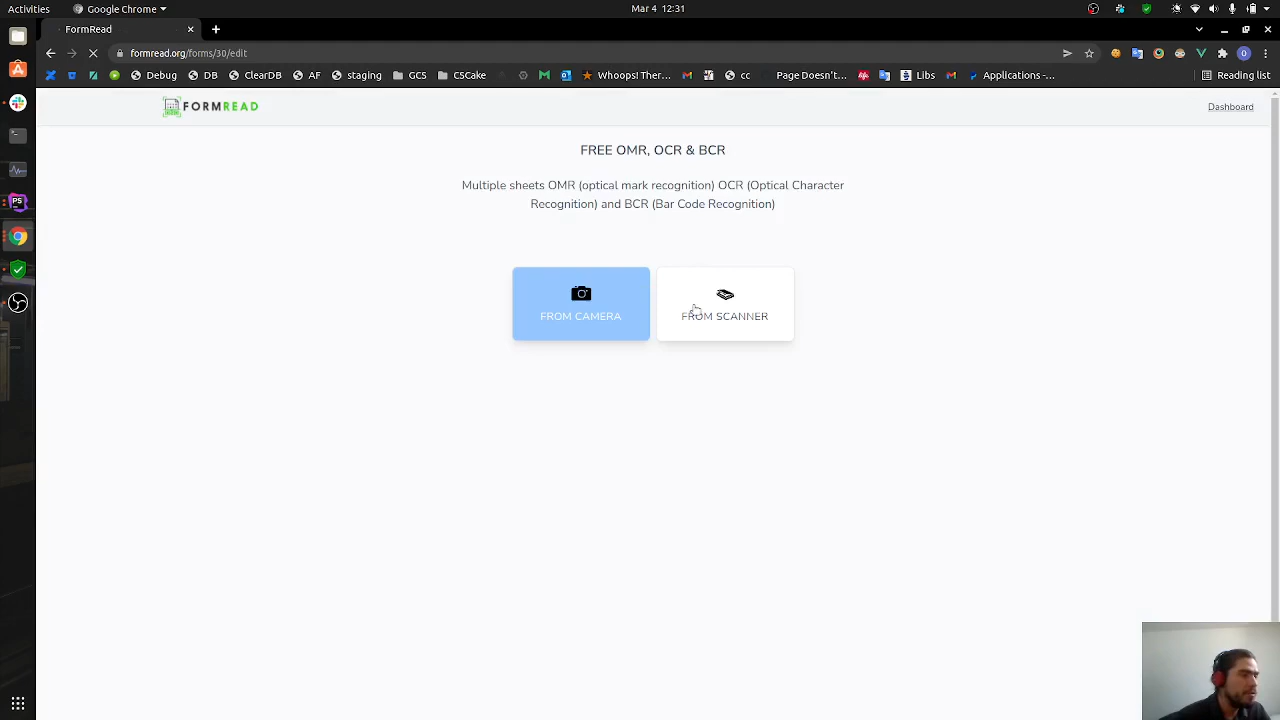 Activities
Google Chrome
Mar 4 12:31
FormRead
formread.org/forms/30/edit
Debug
DB
ClearDB
AF
staging
GCS
CSCake
Whoops! Ther...
cc
Page Doesn't...
Libs
Applications -...
Reading list
FORMREAD
Dashboard
FREE OMR, OCR & BCR
Multiple sheets OMR (optical mark recognition) OCR (Optical Character
Recognition) and BCR (Bar Code Recognition)
FROM CAMERA
FROM SCANNER
PS